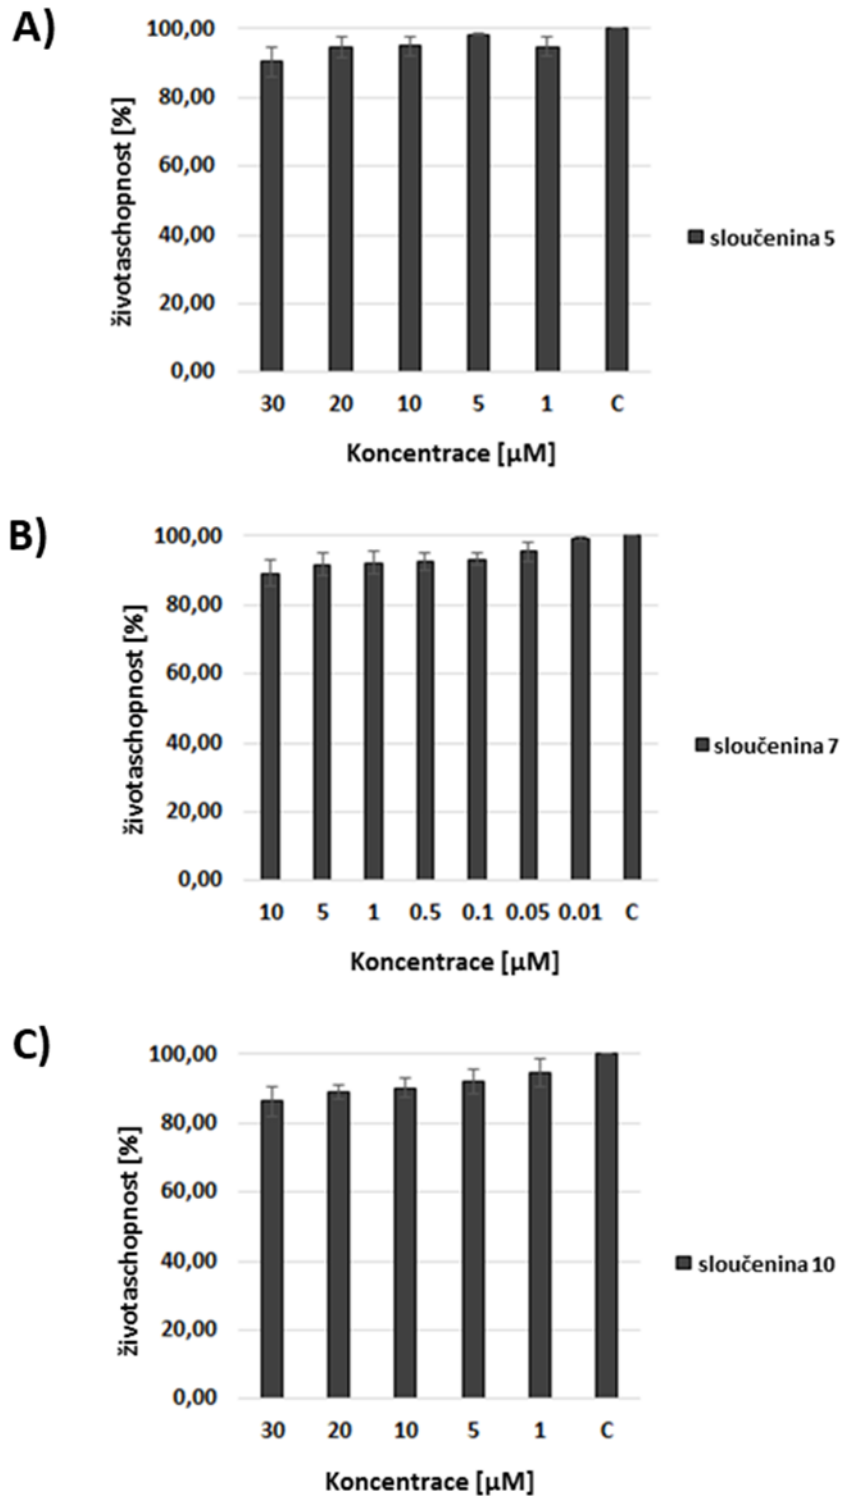 A)
100,00
80,00
60,00
40,00
20,00
0,00
životaschopnost [%]
30 20 10 5 1 C
Koncentrace [µM]
sloučenina 5
B)
100,00
80,00
60,00
40,00
20,00
0,00
životaschopnost [%]
10 5 1 0.5 0.1 0.05 0.01 C
Koncentrace [µM]
sloučenina 7
C)
100,00
80,00
60,00
40,00
20,00
0,00
životaschopnost [%]
30 20 10 5 1 C
Koncentrace [µM]
sloučenina 10